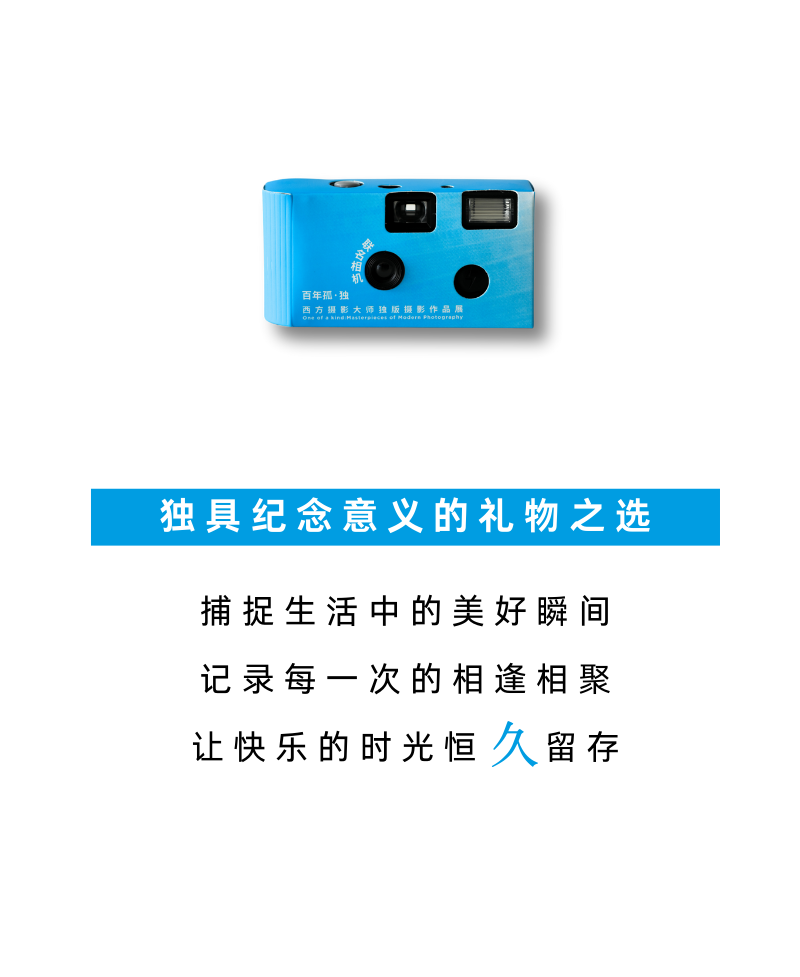 相机
百年孤·独
西方摄影大师独版摄影作品展
One of a kind:Masterpieces of Modern Photography
独具纪念意义的礼物之选
捕捉生活中的美好瞬间
记录每一次的相逢相聚
让快乐的时光恒久留存